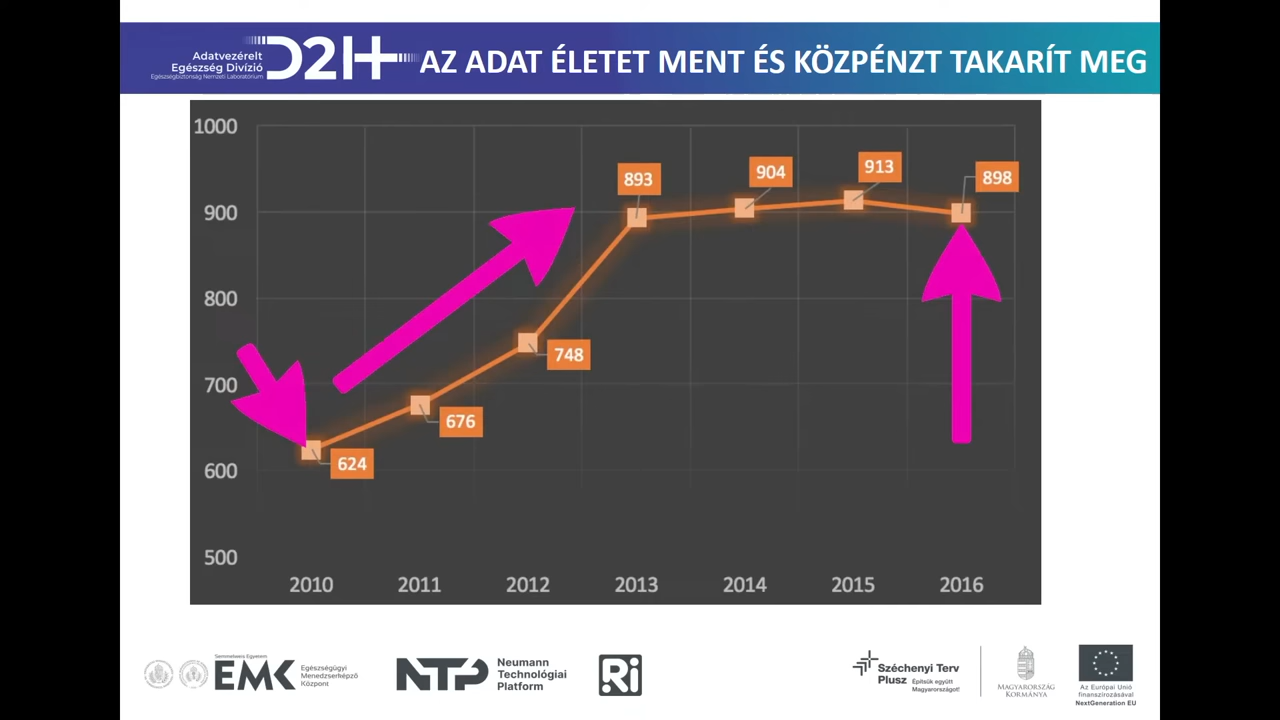 Adatvezérelt
Egészség Divízió
Egészségbiztonság Nemzeti Laboratórium
D2H
AZ ADAT ÉLETET MENT ÉS KÖZPÉNZT TAKARÍT MEG
1000
900
800
700
600
500
624
676
748
893
904
913
898
2010
2011
2012
2013
2014
2015
2016
Semmelweis Egyetem
EMK
Egészségügyi
Menedzserképző
Központ
NTP
Neumann
Technológiai
Platform
Ri
Széchenyi Terv
Plusz
Építsük együtt
Magyarországot!
MAGYARORSZÁG
KORMÁNYA
Az Európai Unió
finanszírozásával
NextGeneration EU